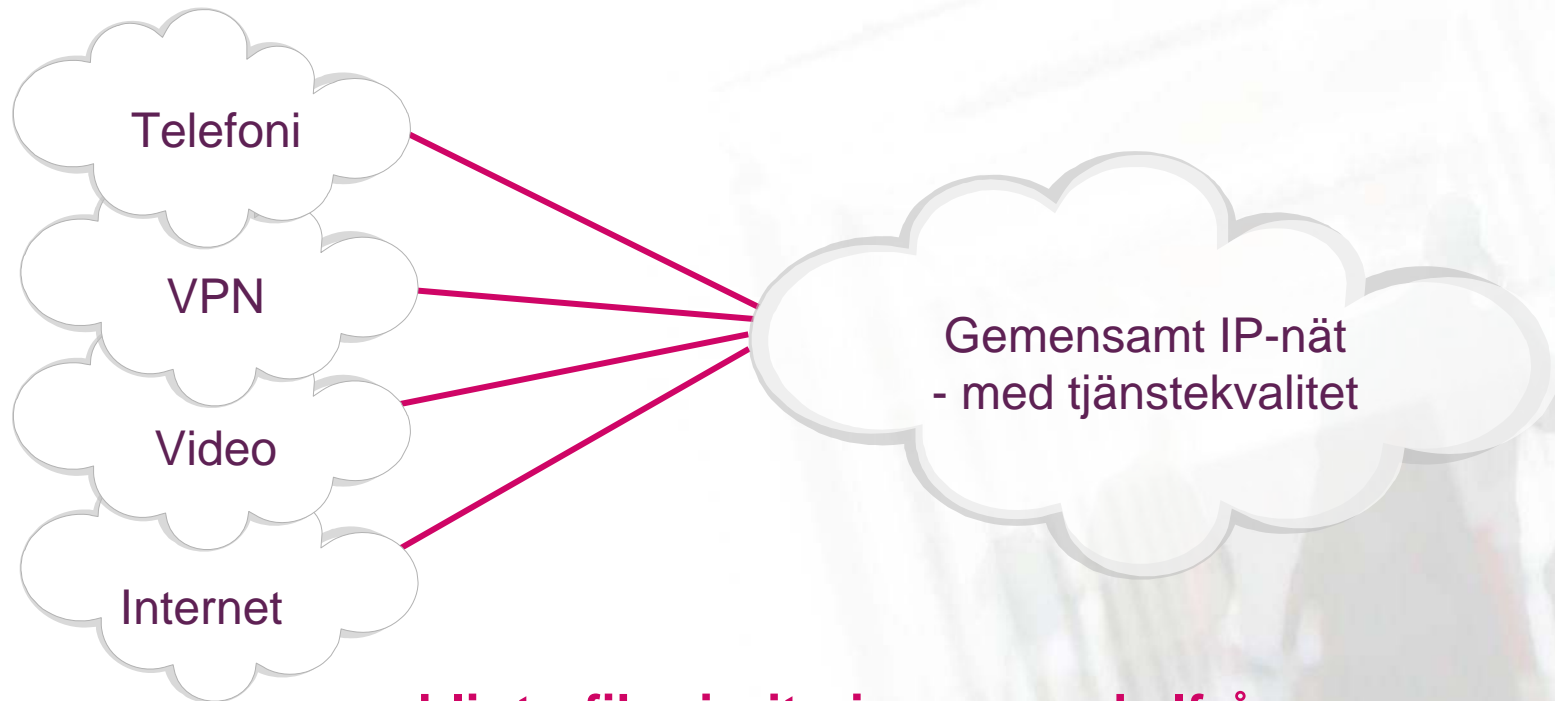 Telefoni
VPN
Video
Internet
Gemensamt IP-nät
- med tjänstekvalitet